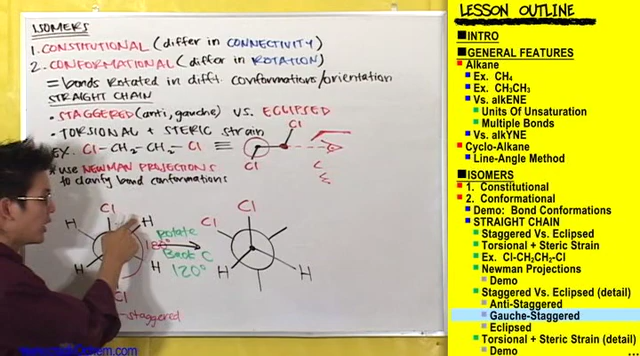 ISOMERS
1. CONSTITUTIONAL (differ in CONNECTIVITY)
2. CONFORMATIONAL (differ in ROTATION)
= bonds Rotated in diff't. conformations/orientation
STRAIGHT CHAIN
• STAGGERED (anti, gauche) VS. ECLIPSED
• TORSIONAL + STERIC strain
EX. Cl-CH₂-CH₂-Cl ≡
Cl
* use NEWMAN PROJECTIONS
to clarify bond conformations
Cl
H
H
H
Cl
180°
staggered
Rotate
Back C
120°
Cl
Cl
H
H
LESSON OUTLINE
INTRO
GENERAL FEATURES
Alkane
Ex. CH4
Ex. CH3CH3
Vs. alkENE
Units Of Unsaturation
Multiple Bonds
Vs. alkYNE
Cyclo-Alkane
Line-Angle Method
ISOMERS
1. Constitutional
2. Conformational
Demo: Bond Conformations
STRAIGHT CHAIN
Staggered Vs. Eclipsed
Torsional + Steric Strain
Ex. Cl-CH2CH2-Cl
Newman Projections
Demo
Staggered Vs. Eclipsed (detail)
Anti-Staggered
Gauche-Staggered
Eclipsed
Torsional + Steric Strain (detail)
Demo
...